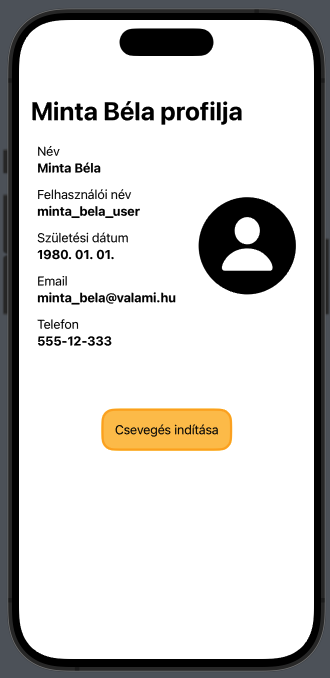 Minta Béla profilja
Név
Minta Béla
Felhasználói név
minta_bela_user
Születési dátum
1980. 01. 01.
Email
minta_bela@valami.hu
Telefon
555-12-333
Csevegés indítása